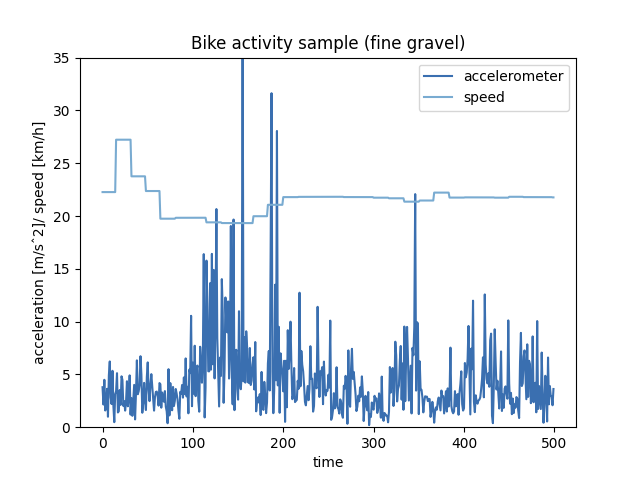 Bike activity sample (fine gravel)
accelerometer
speed
acceleration [m/s^2]/ speed [km/h]
35
30
25
20
15
10
5
0
0
100
200
300
400
500
time